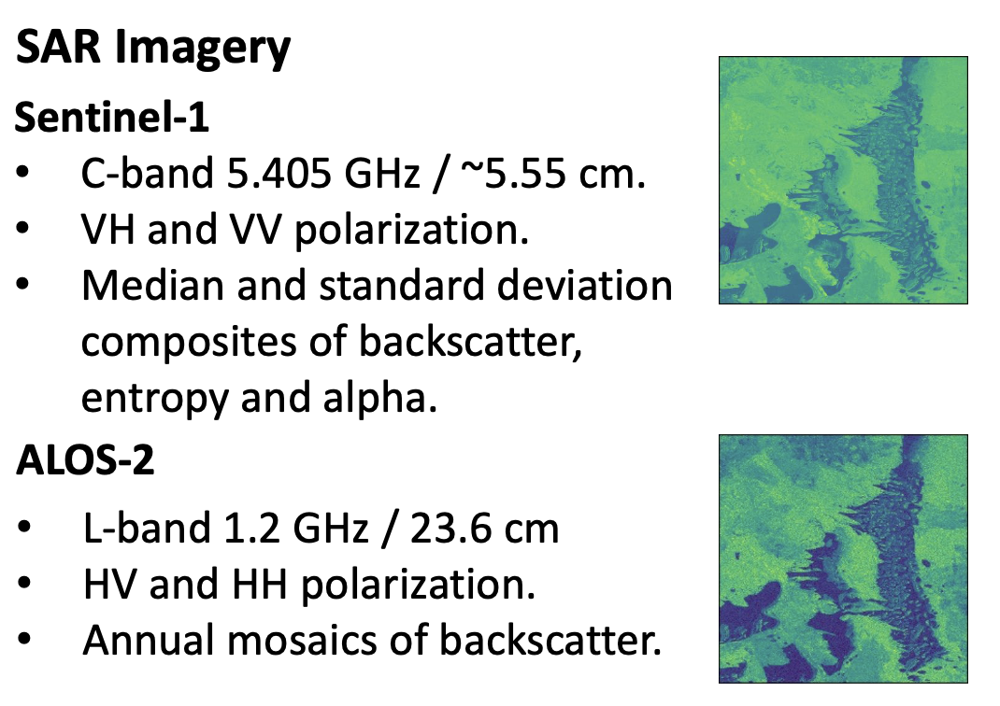 SAR Imagery
Sentinel-1
• C-band 5.405 GHz / ~5.55 cm.
• VH and VV polarization.
• Median and standard deviation
composites of backscatter,
entropy and alpha.
ALOS-2
• L-band 1.2 GHz / 23.6 cm
• HV and HH polarization.
• Annual mosaics of backscatter.